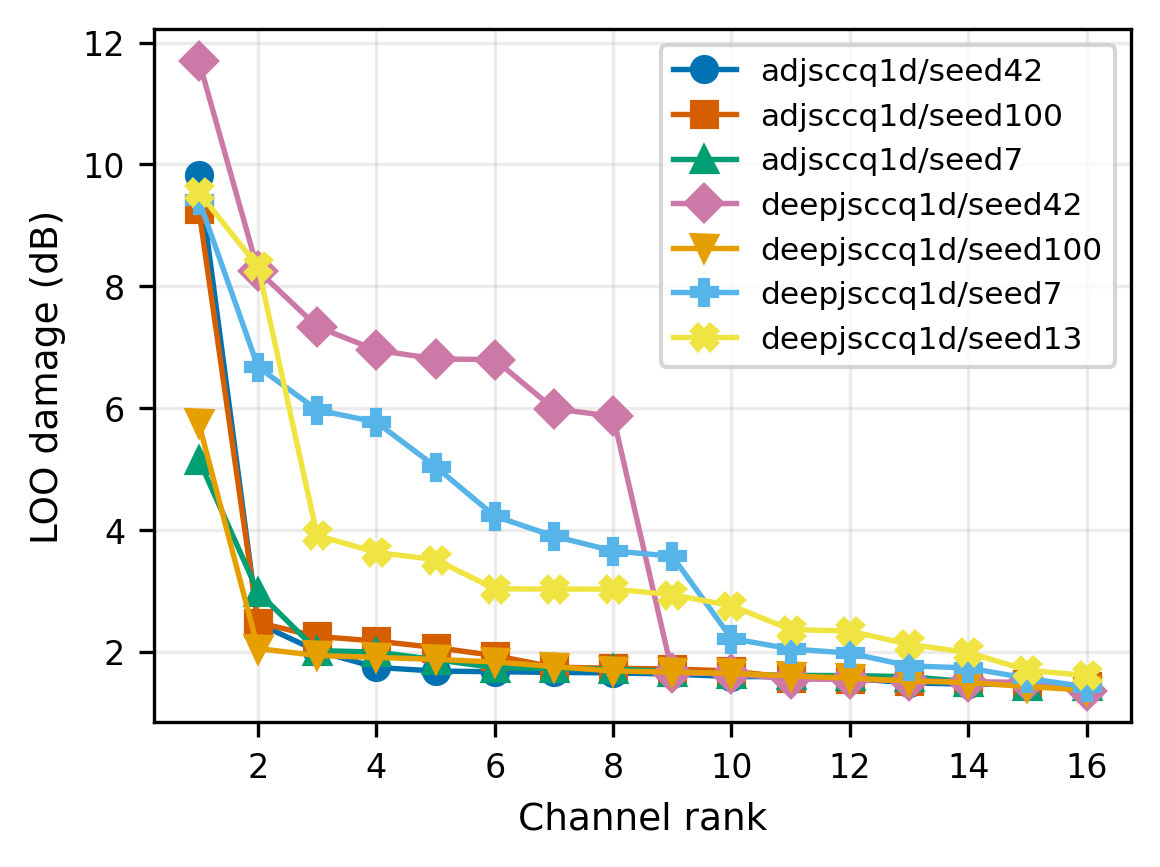 12
10
8
6
4
2
LOO damage (dB)
adjsccq1d/seed42
adjsccq1d/seed100
adjsccq1d/seed7
deepjsccq1d/seed42
deepjsccq1d/seed100
deepjsccq1d/seed7
deepjsccq1d/seed13
2 4 6 8 10 12 14 16
Channel rank